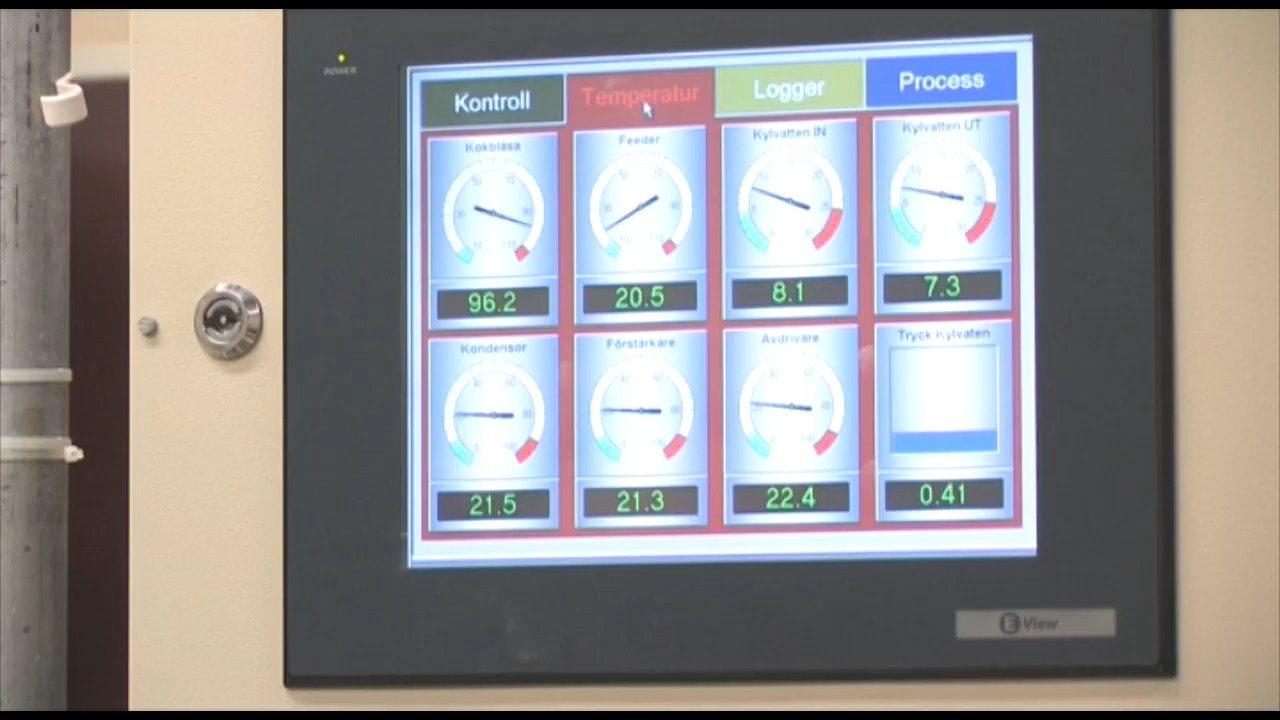 POWER
Kontroll
Temperatur
Logger
Process
Kokblåsa
Feeder
Kylvatten IN
Kylvatten UT
96.2
20.5
8.1
7.3
Kondensor
Förstärkare
Avdrivare
Tryck Kylvaten
21.5
21.3
22.4
0.41
E View